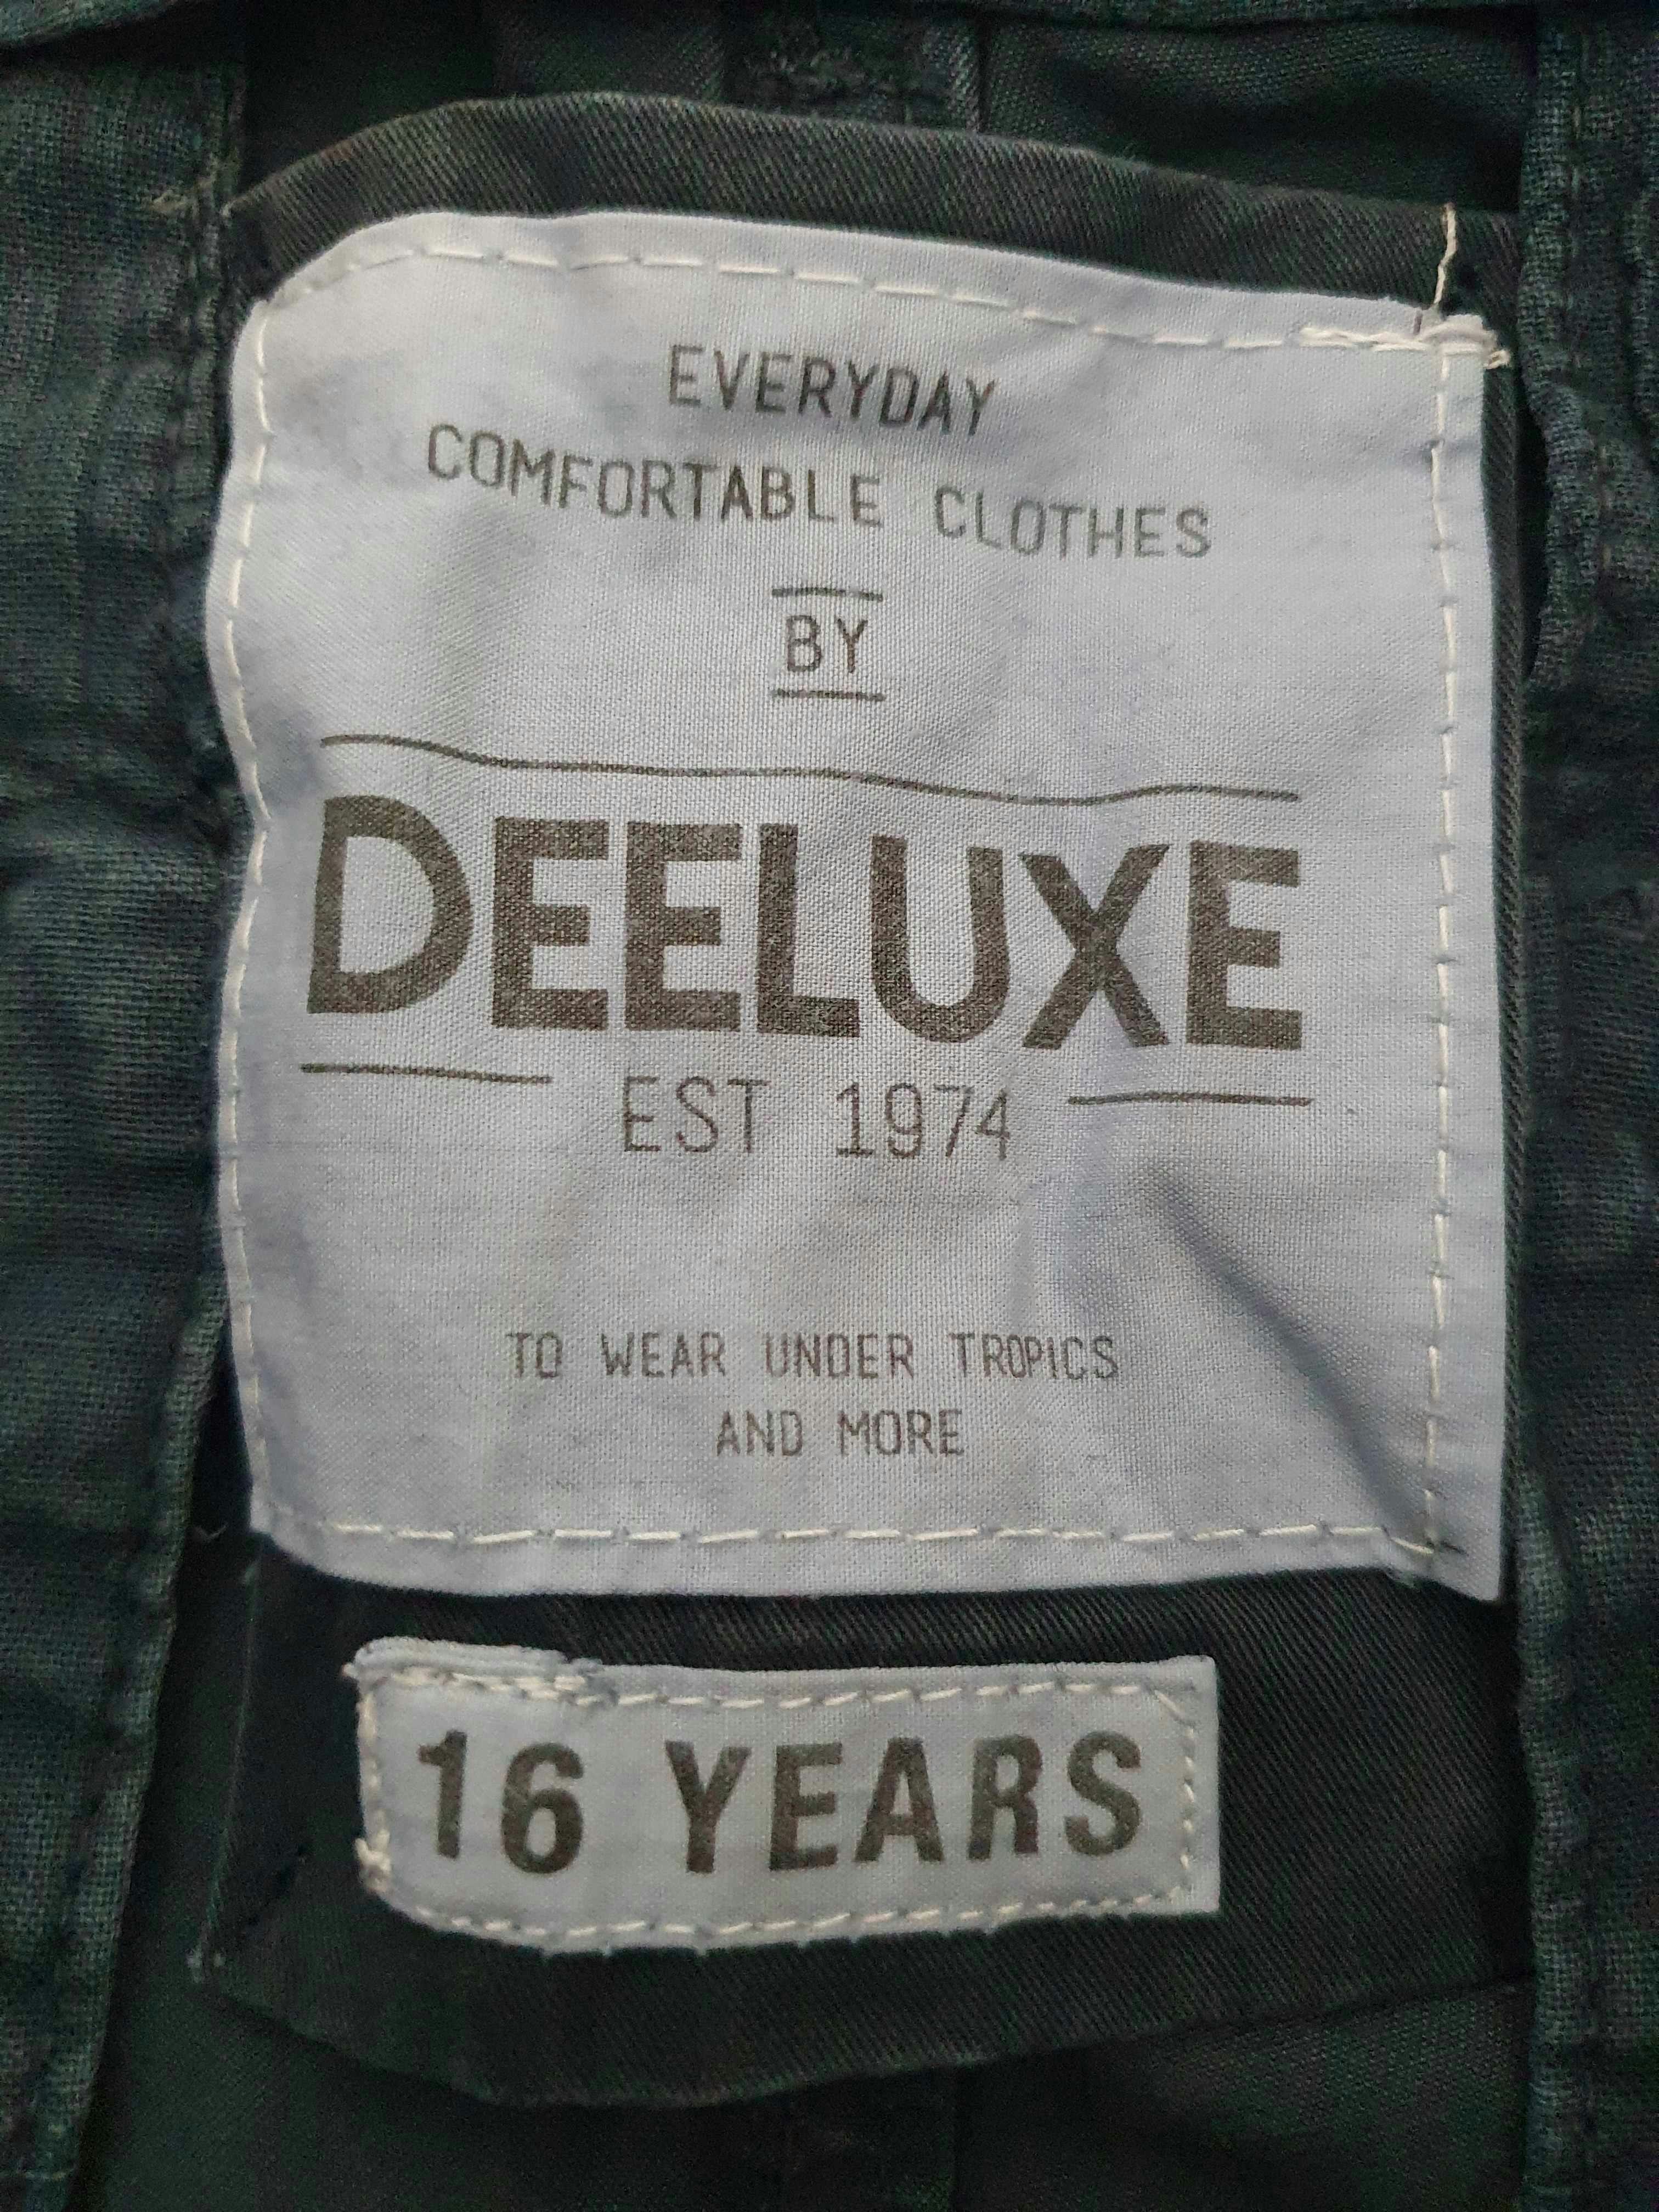 EVERYDAY
COMFORTABLE CLOTHES
BY
DEELUXE
EST 1974
TO WEAR UNDER TROPICS
AND MORE
16 YEARS